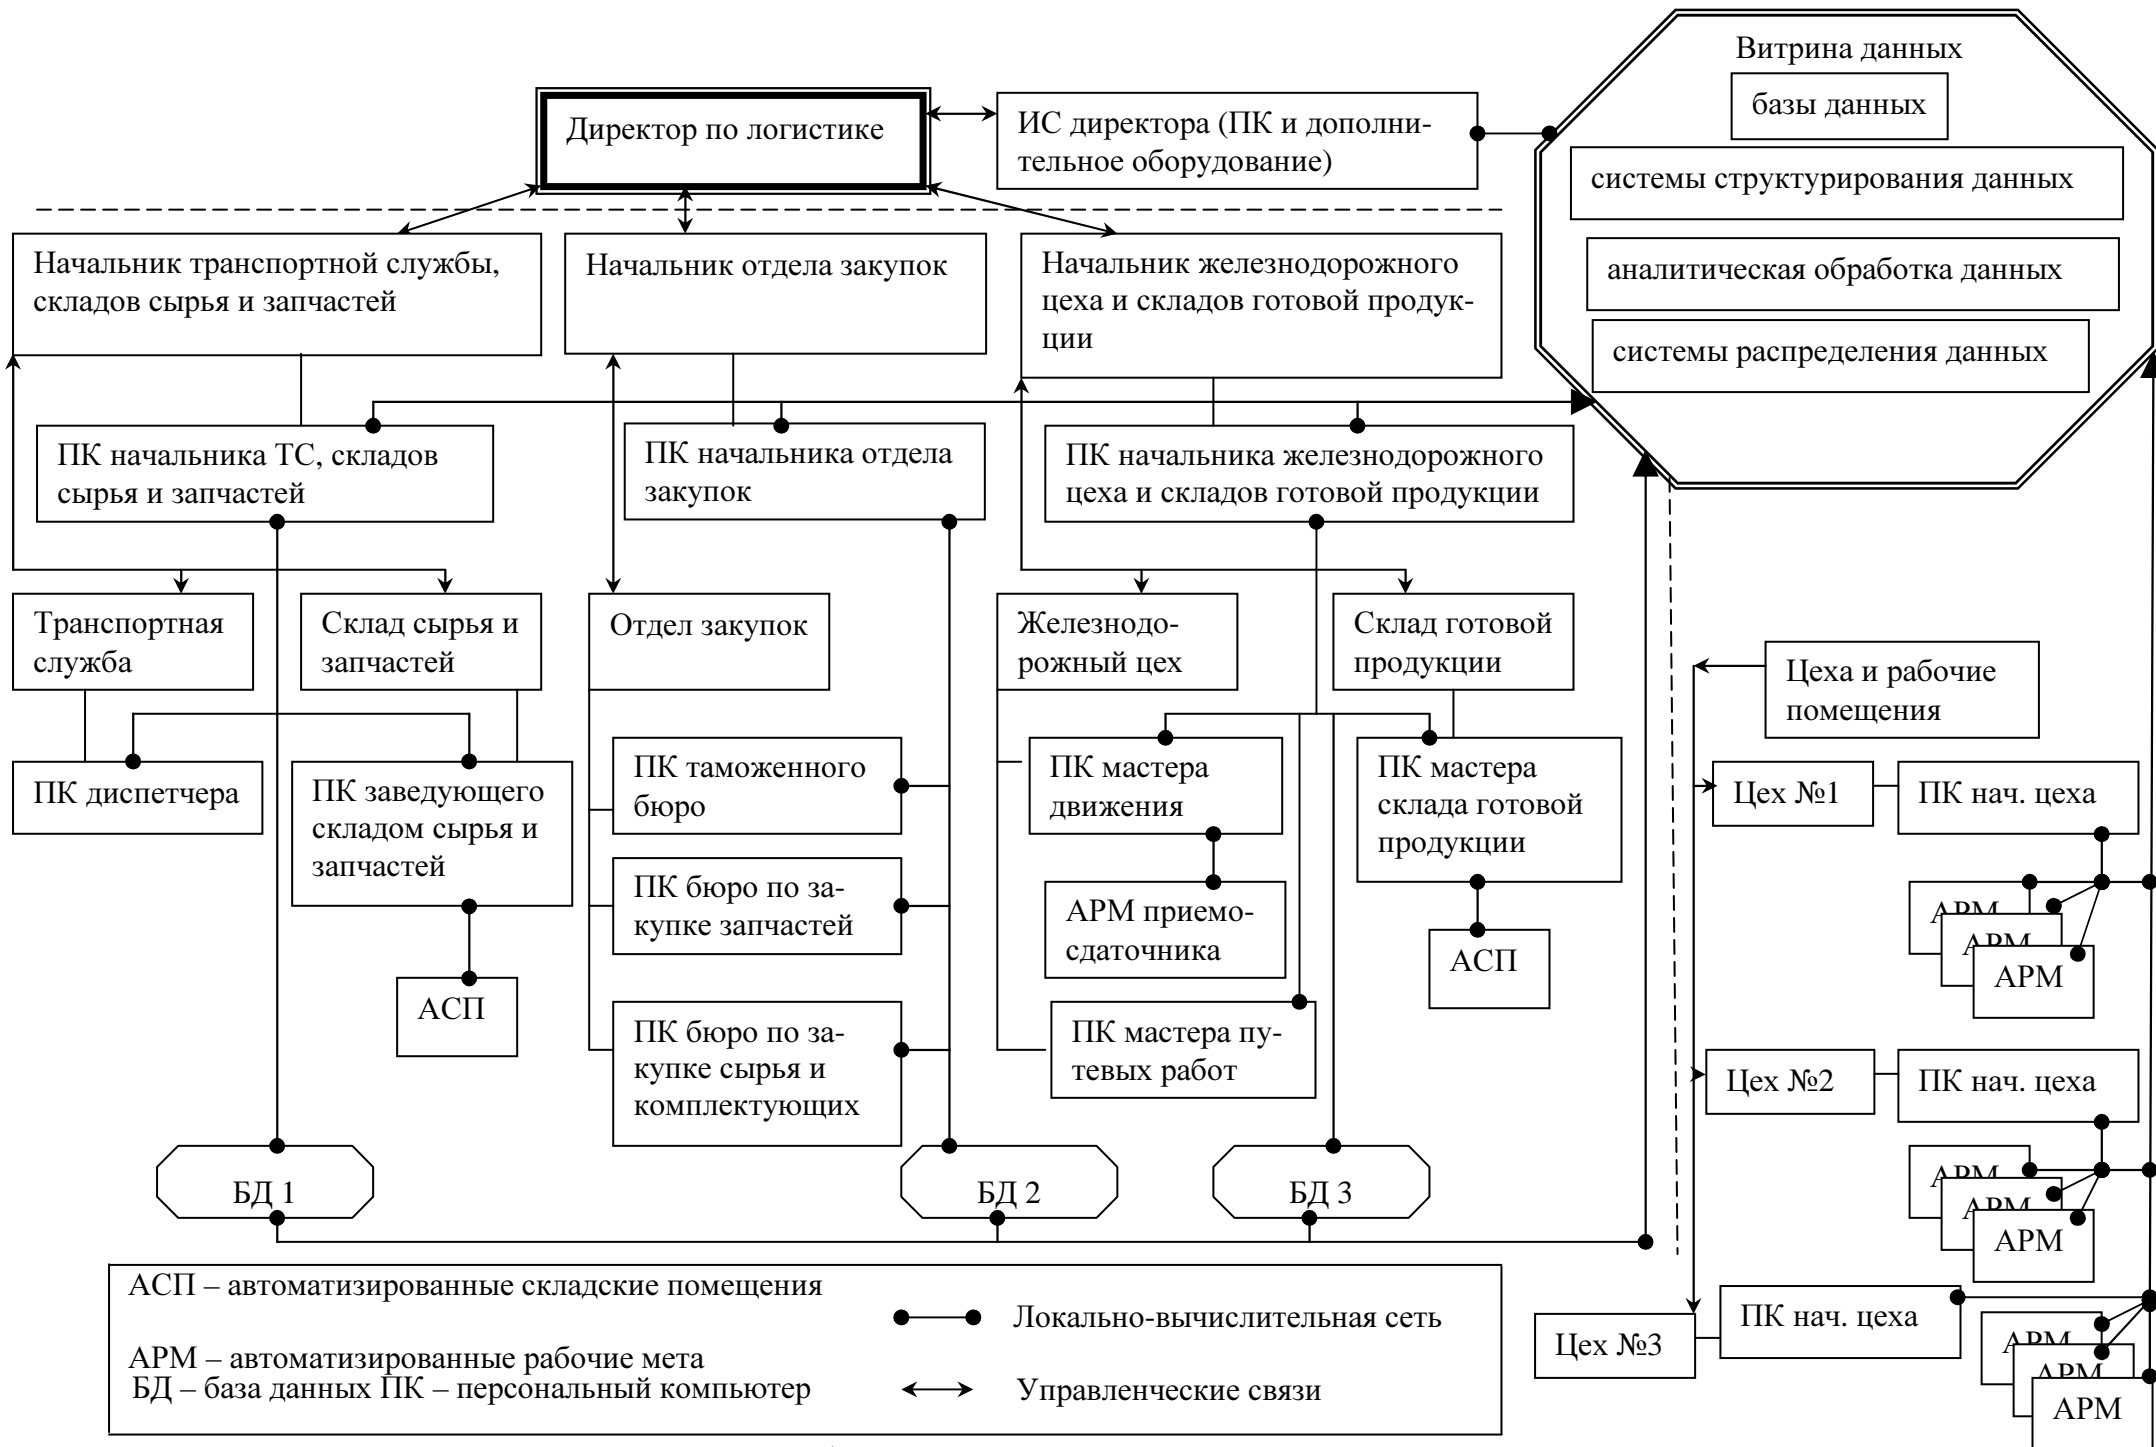 Витрина данных
базы данных
системы структурирования данных
аналитическая обработка данных
системы распределения данных
Директор по логистике
ИС директора (ПК и дополни-
тельное оборудование)
Начальник транспортной службы,
складов сырья и запчастей
Начальник отдела закупок
Начальник железнодорожного
цеха и складов готовой продук-
ции
ПК начальника ТС, складов
сырья и запчастей
ПК начальника отдела
закупок
ПК начальника железнодорожного
цеха и складов готовой продукции
Транспортная
служба
Склад сырья и
запчастей
Отдел закупок
Железнодо-
рожный цех
Склад готовой
продукции
Цеха и рабочие
помещения
ПК диспетчера
ПК заведующего
складом сырья и
запчастей
АСП
ПК таможенного
бюро
ПК бюро по за-
купке запчастей
ПК бюро по за-
купке сырья и
комплектующих
ПК мастера
движения
АРМ приемо-
сдаточника
ПК мастера пу-
тевых работ
ПК мастера
склада готовой
продукции
АСП
Цех №1
ПК нач. цеха
АРМ
АРМ
АРМ
Цех №2
ПК нач. цеха
АРМ
АРМ
АРМ
Цех №3
ПК нач. цеха
АРМ
АРМ
АРМ
БД 1
БД 2
БД 3
АСП – автоматизированные складские помещения
Локально-вычислительная сеть
АРМ – автоматизированные рабочие мета
БД – база данных ПК – персональный компьютер
Управленческие связи